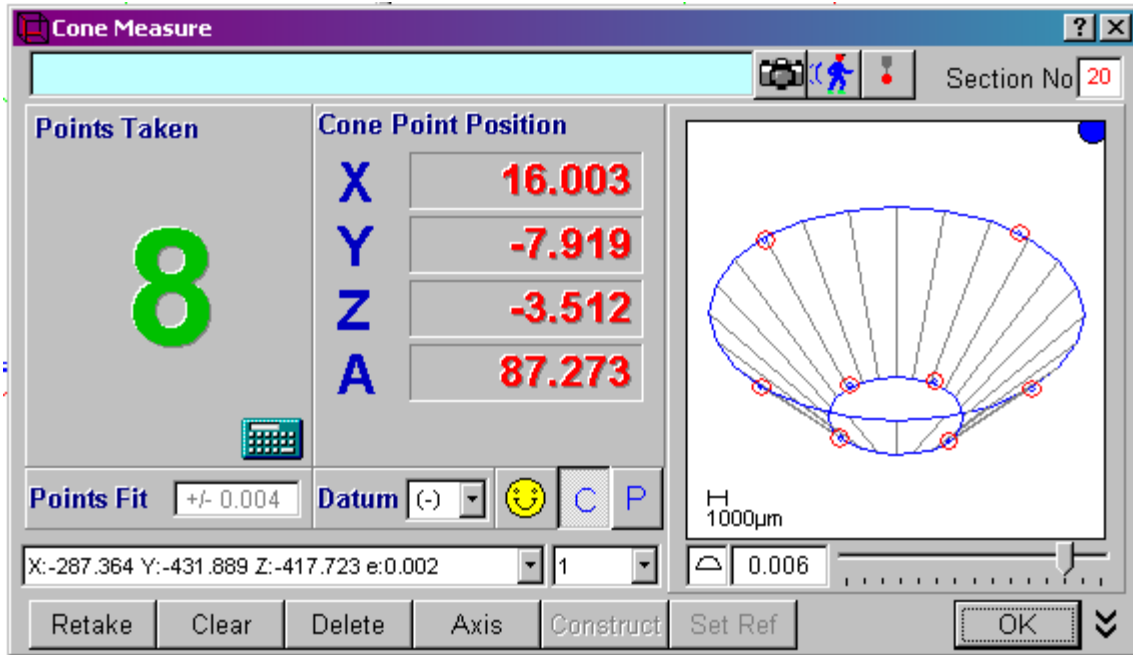 Cone Measure
Section No 20
Points Taken
8
Cone Point Position
X 16.003
Y -7.919
Z -3.512
A 87.273
Points Fit +/- 0.004
Datum (-) C P
1000µm
X:-287.364 Y:-431.889 Z:-417.723 e:0.002 1
0.006
Retake Clear Delete Axis Construct Set Ref OK